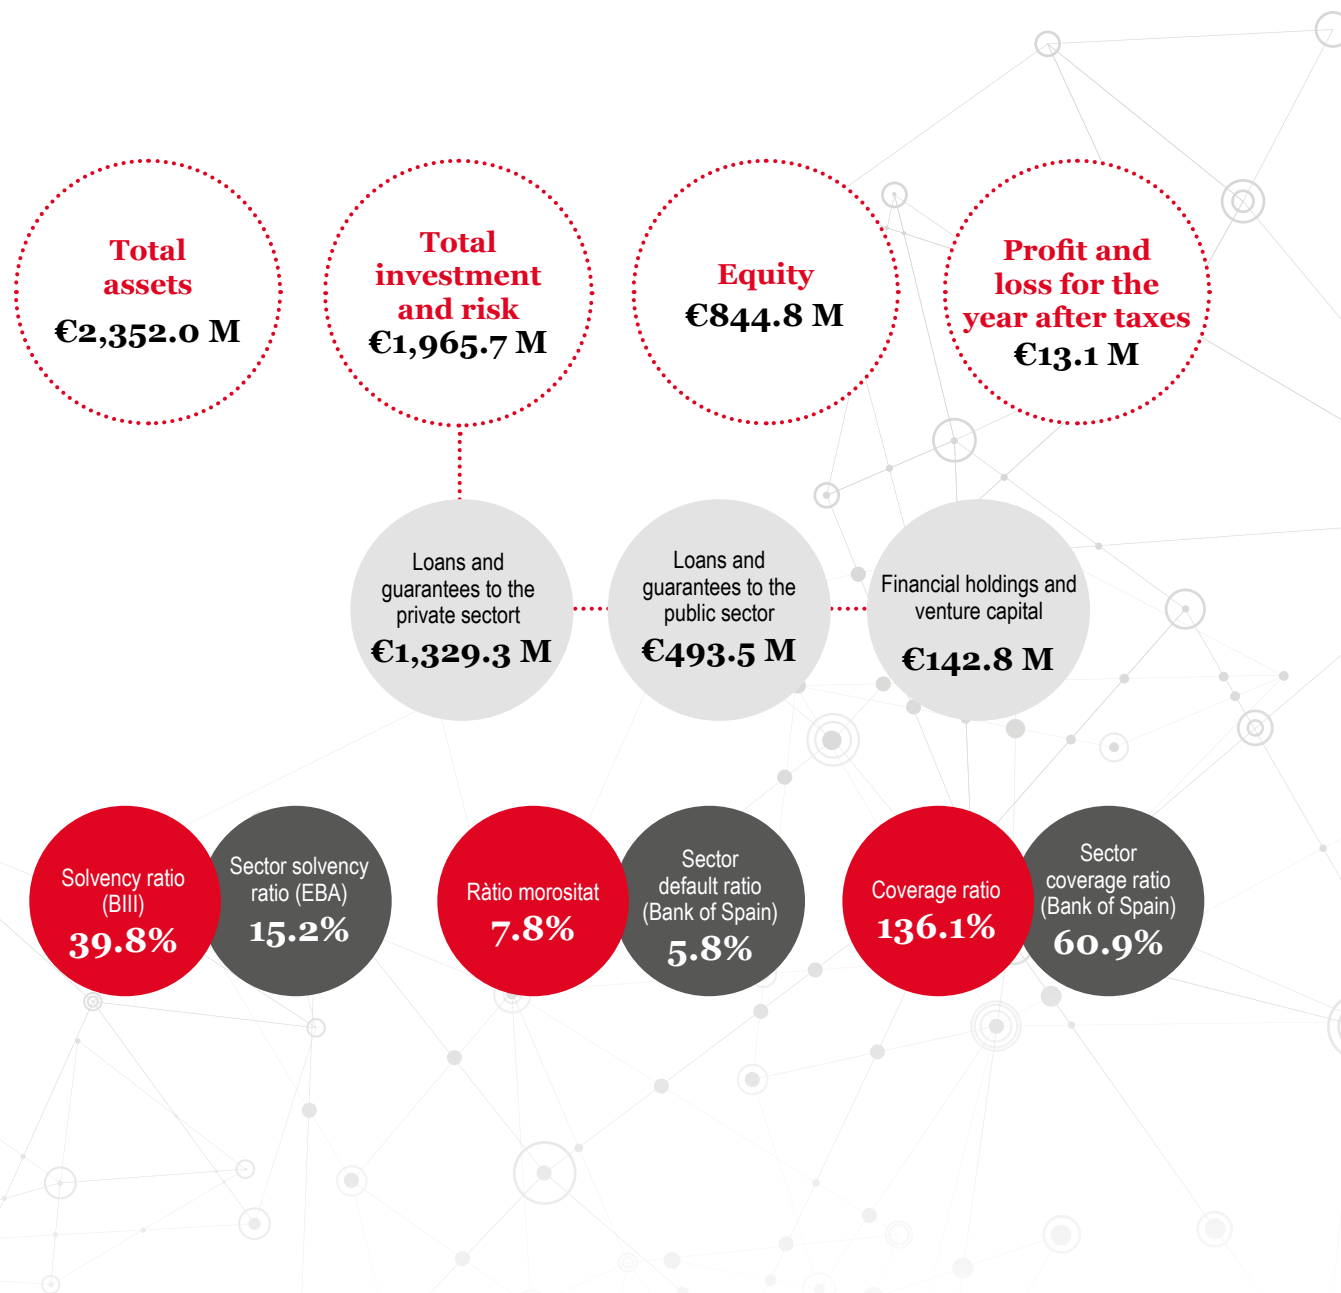 Total
assets
€2,352.0 M
Total
investment
and risk
€1,965.7 M
Equity
€844.8 M
Profit and
loss for the
year after taxes
€13.1 M
Loans and
guarantees to the
private sectort
€1,329.3 M
Loans and
guarantees to the
public sector
€493.5 M
Financial holdings and
venture capital
€142.8 M
Solvency ratio
(BIII)
39.8%
Sector solvency
ratio (EBA)
15.2%
Ràtio morositat
7.8%
Sector
default ratio
(Bank of Spain)
5.8%
Coverage ratio
136.1%
Sector
coverage ratio
(Bank of Spain)
60.9%